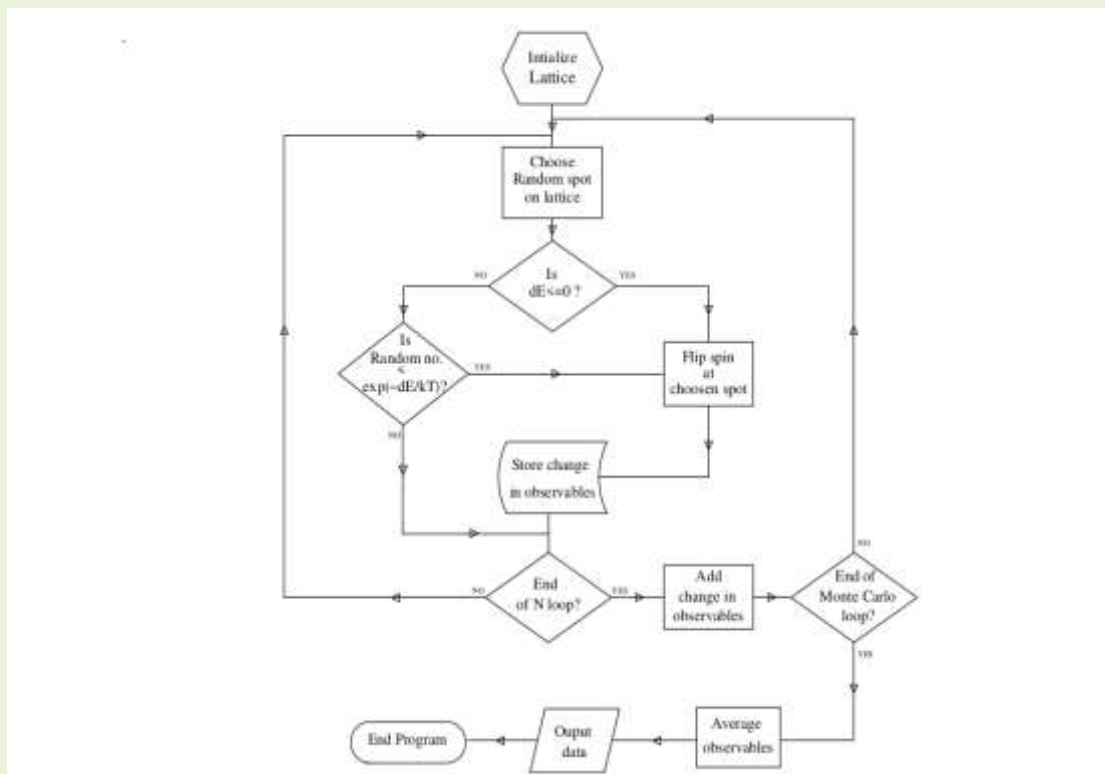 Intialize
Lattice
Choose
Random spot
on lattice
NO
Is
dE<=0 ?
YES
Is
Random no.
<
exp(-dE/kT)?
YES
NO
Flip spin
at
choosen spot
Store change
in observables
NO
End
of N loop?
YES
Add
change in
observables
NO
End of
Monte Carlo
loop?
YES
Average
observables
Ouput
data
End Program